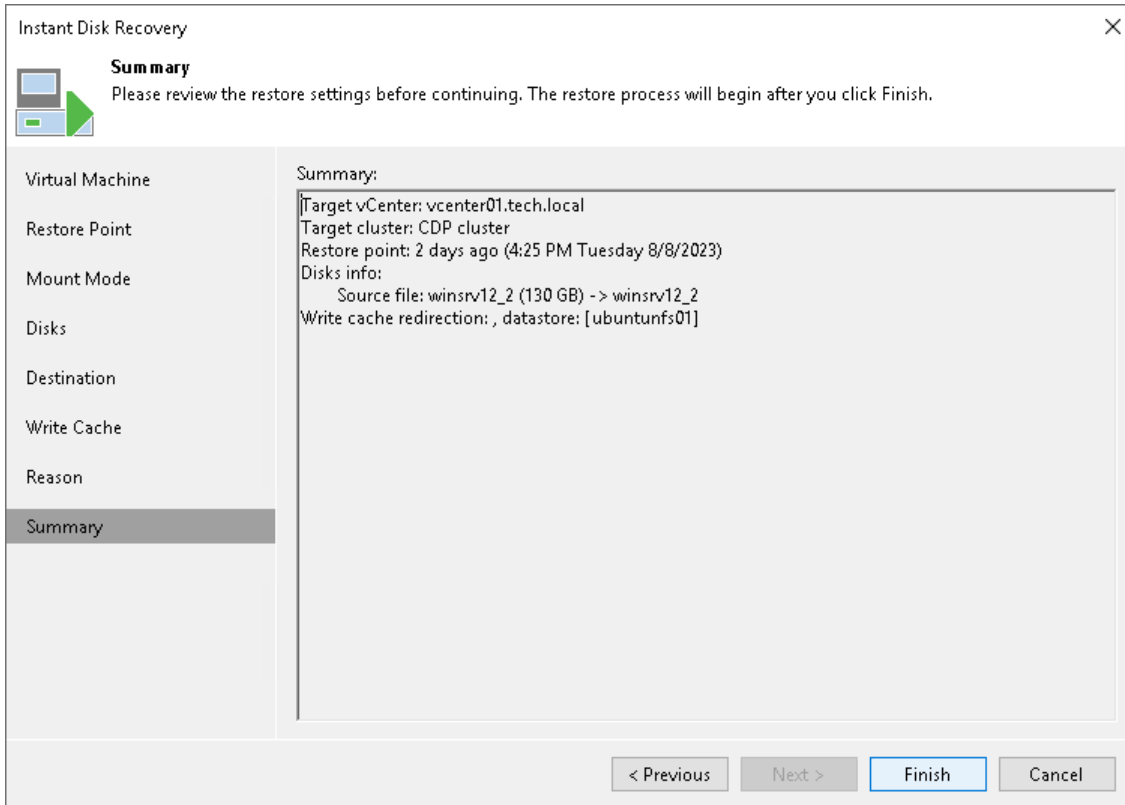 Instant Disk Recovery
Summary
Please review the restore settings before continuing. The restore process will begin after you click Finish.
Virtual Machine
Restore Point
Mount Mode
Disks
Destination
Write Cache
Reason
Summary
Summary:
Target vCenter: vcenter01.tech.local
Target cluster: CDP cluster
Restore point: 2 days ago (4:25 PM Tuesday 8/8/2023)
Disks info:
Source file: winsrv12_2 (130 GB) -> winsrv12_2
Write cache redirection: , datastore: [ubuntunfs01]
< Previous
Next >
Finish
Cancel